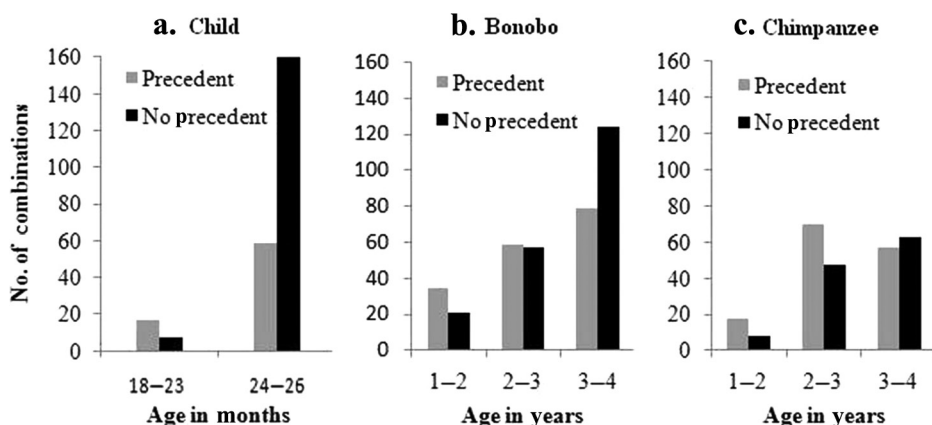 a. Child
160
140
120
100
80
60
40
20
0
No. of combinations
Precedent
No precedent
18–23
24–26
Age in months
b. Bonobo
160
140
120
100
80
60
40
20
0
Precedent
No precedent
1–2
2–3
3–4
Age in years
c. Chimpanzee
160
140
120
100
80
60
40
20
0
Precedent
No precedent
1–2
2–3
3–4
Age in years